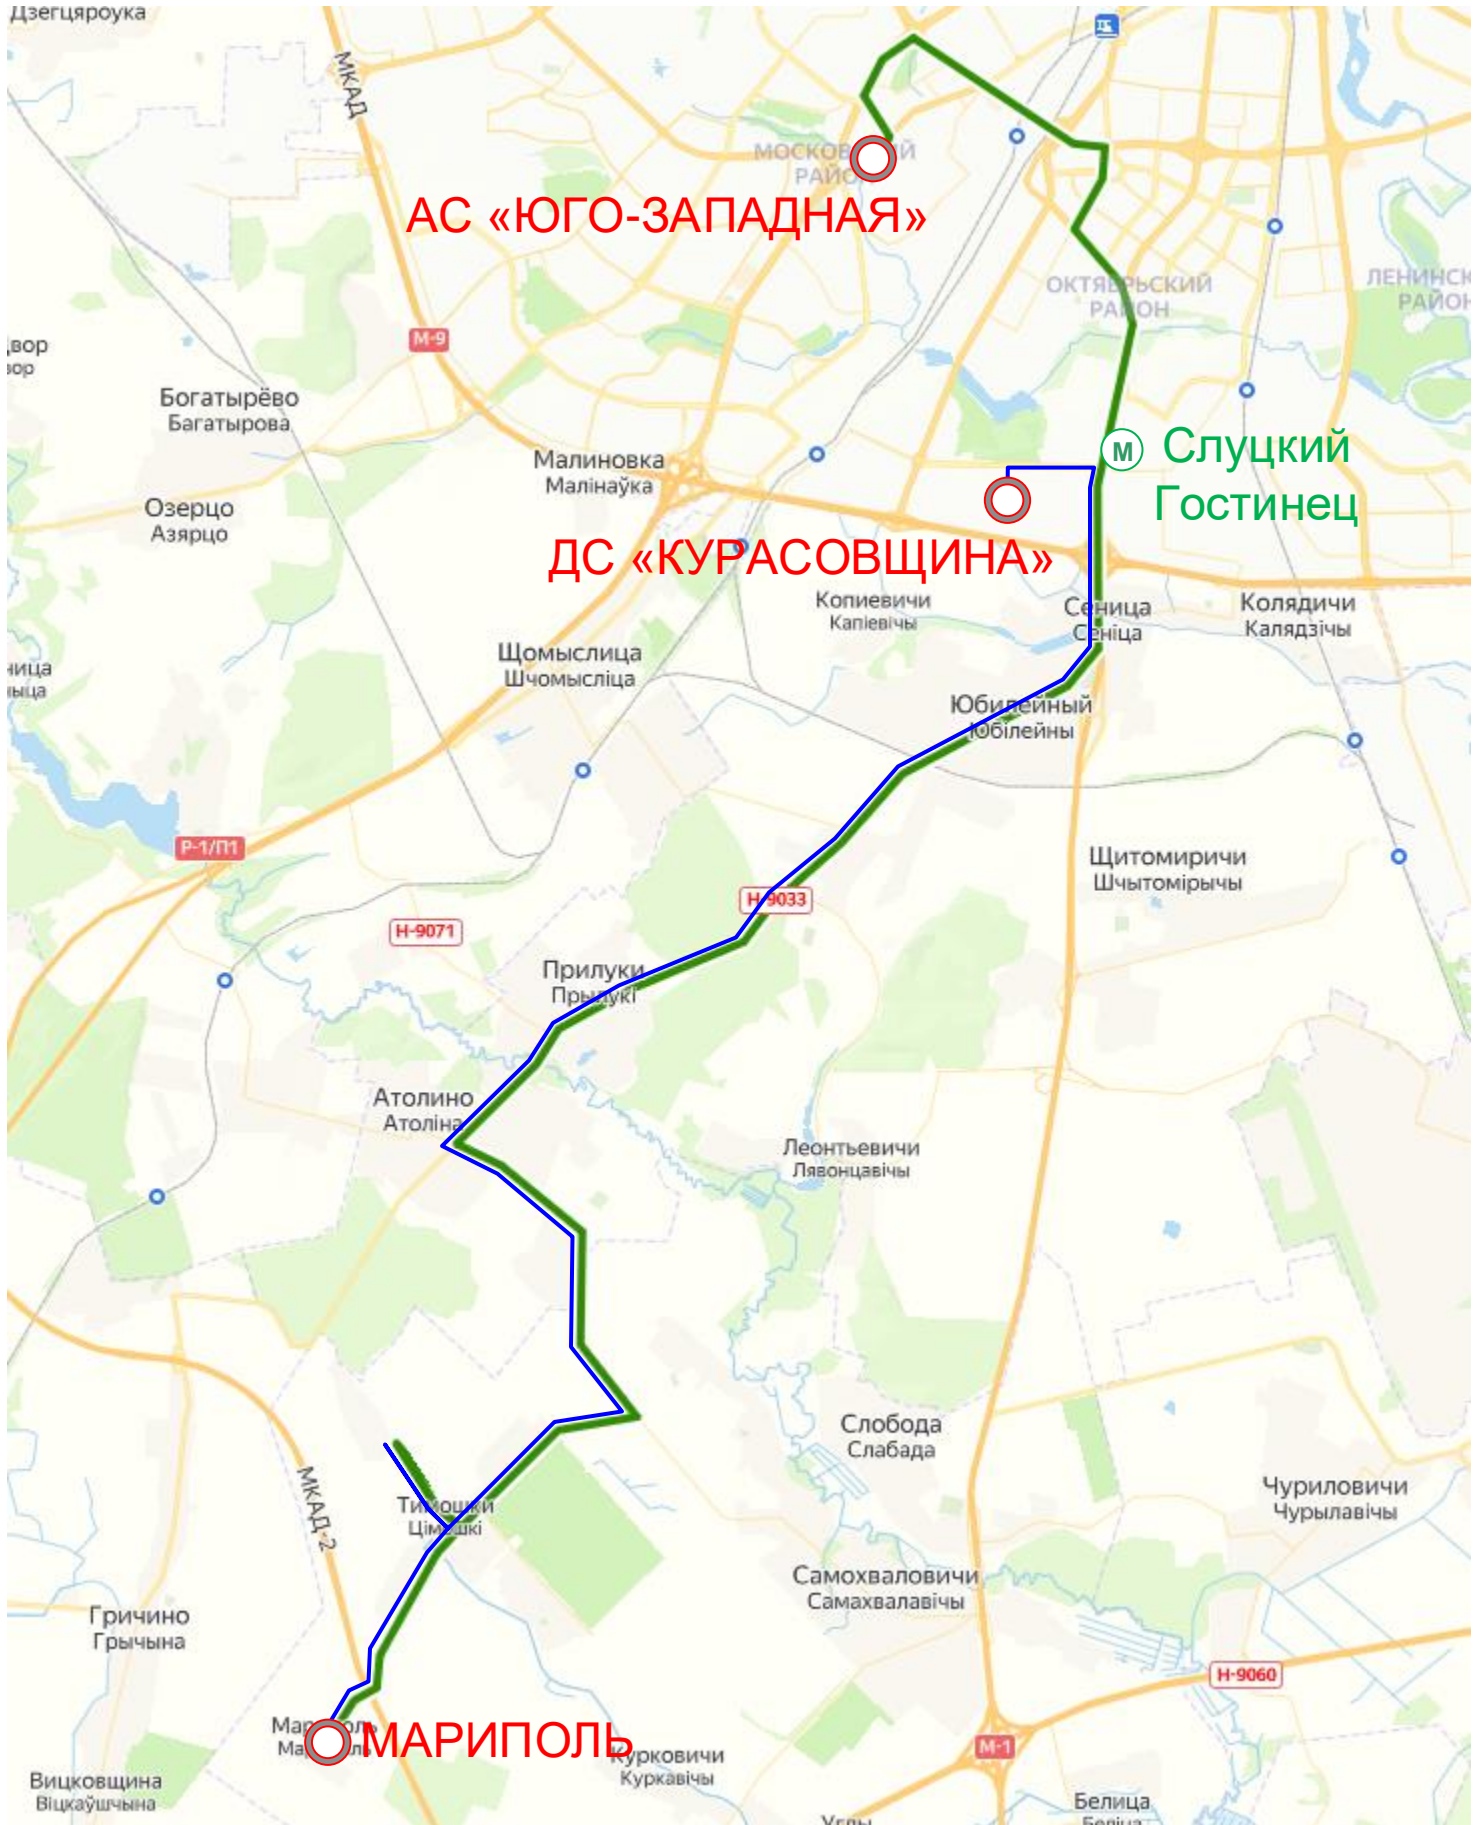 Дзегцяроука
МКАД
МОСКОВ
РАЙО
АС «ЮГО-ЗАПАДНАЯ»
ОКТЯБРЬСКИЙ
РАЙОН
ЛЕНИНСК
РАЙОН
М-9
Богатырёво
Багатырова
М
Слуцкий
Гостинец
Малиновка
Малінаўка
Озерцо
Азярцо
ДС «КУРАСОВЩИНА»
Копиевичи
Капіевічы
Сеница
Сеніца
Колядичи
Калядзічы
Щомыслица
Шчомысліца
Юбилейный
Юбілейны
Р-1/П1
Щитомиричи
Шчытомірычы
Н-9033
Н-9071
Прилуки
Прылукі
Атолино
Атоліна
Леонтьевичи
Лявонцавічы
Слобода
Слабада
МКАД-2
Тимошки
Цімошкі
Чуриловичи
Чурылавічы
Самохваловичи
Самахвалавічы
Гричино
Грычына
Н-9060
МАРИПОЛЬ
Курковичи
Куркавічы
М-1
Вицковщина
Віцкаўшчына
Белица